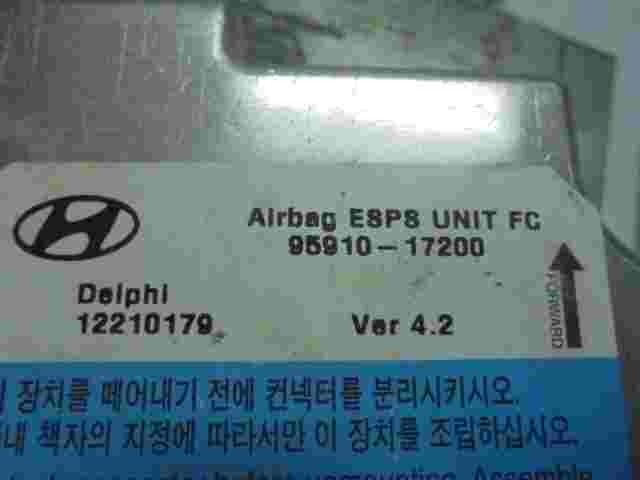 Airbag ESPS UNIT FC
95910-17200
Delphi
12210179
Ver 4.2
FORWARD
장치를 떼어내기 전에 컨넥터를 분리시키시오.
책자의 지정에 따라서만 이 장치를 조립하십시오.
before Assemble